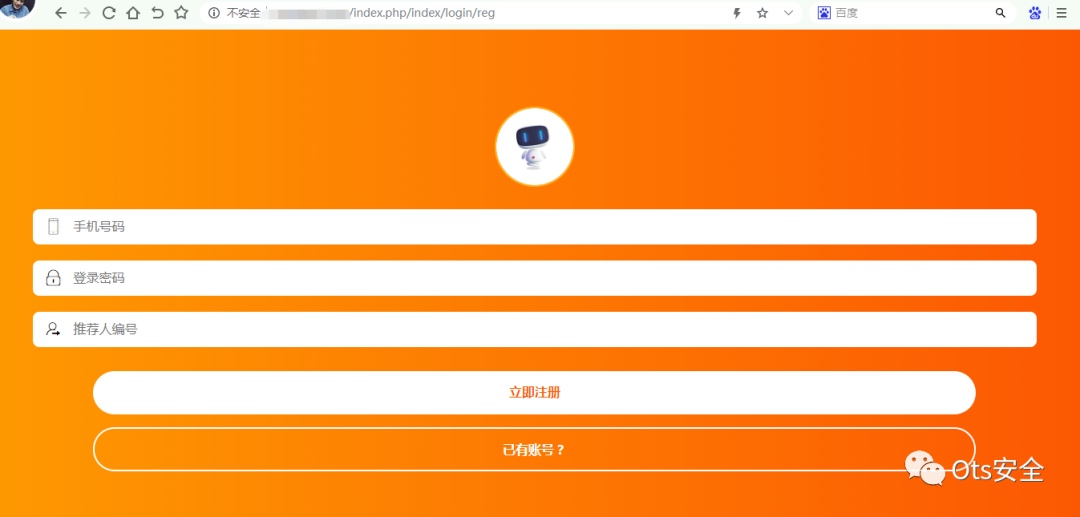 不安全 /index.php/index/login/reg
百度
手机号码
登录密码
推荐人编号
立即注册
已有账号？
Ots安全